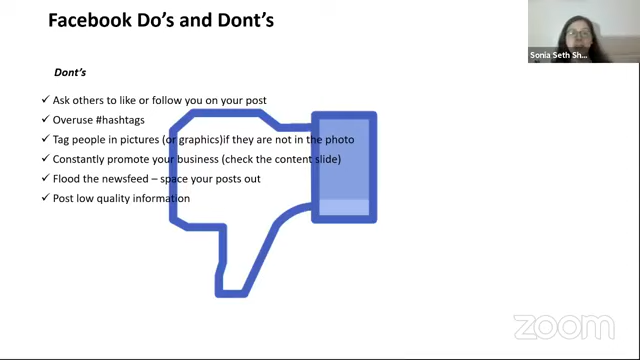 Facebook Do's and Dont's
Sonia Seth Sh...
Dont's
✓ Ask others to like or follow you on your post
✓ Overuse #hashtags
✓ Tag people in pictures (or graphics)if they are not in the photo
✓ Constantly promote your business (check the content slide)
✓ Flood the newsfeed – space your posts out
✓ Post low quality information
zoom